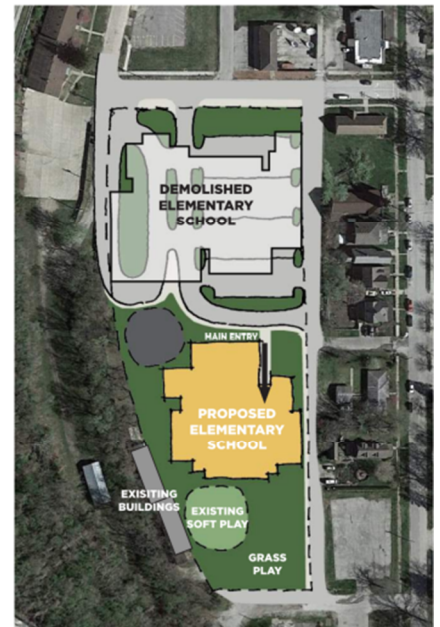 DEMOLISHED
ELEMENTARY
SCHOOL
MAIN ENTRY
PROPOSED
ELEMENTARY
SCHOOL
EXISITING
BUILDINGS
EXISTING
SOFT PLAY
GRASS
PLAY